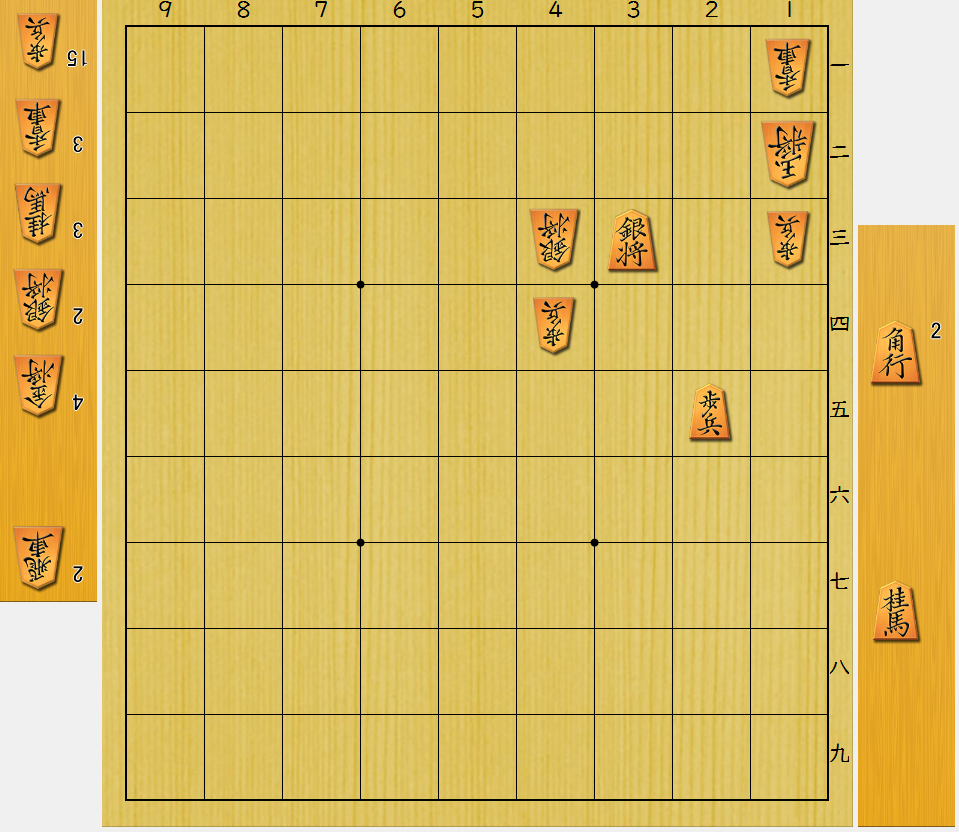 9 8 7 6 5 4 3 2 1
一
二
三
四
五
六
七
八
九
香車
玉将
銀将 銀将 歩兵
歩兵
歩兵
歩兵 15
香車 3
桂馬 3
銀将 2
金将 4
飛車 2
角行 2
桂馬